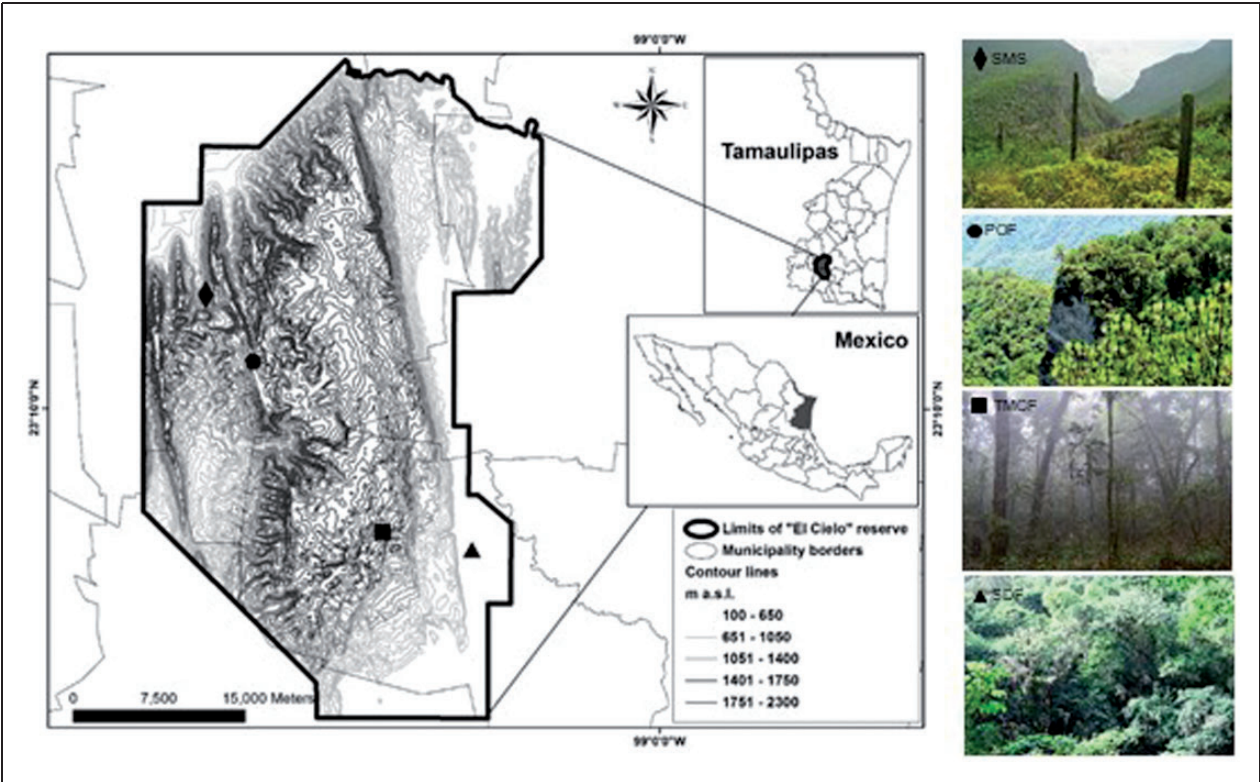 99°0'0"W
Tamaulipas
Mexico
23°10'0"N
23°10'0"N
Limits of "El Cielo" reserve
Municipality borders
Contour lines
m a.s.l.
100 - 650
651 - 1050
1051 - 1400
1401 - 1750
1751 - 2300
0 7,500 15,000 Meters
99°0'0"W
SMS
POF
TMCF
SDF